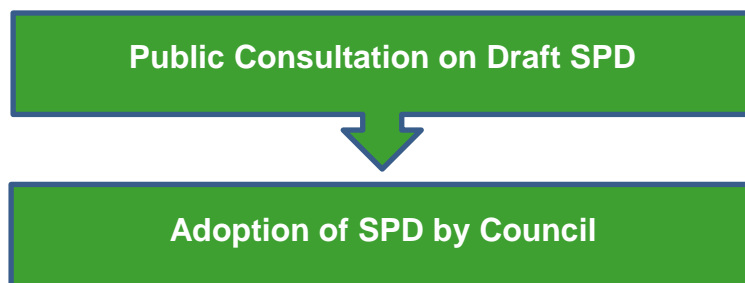 Public Consultation on Draft SPD
Adoption of SPD by Council